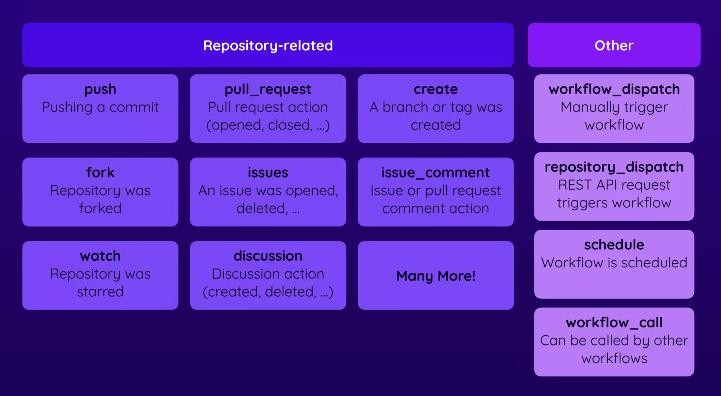 Repository-related
Other
push
Pushing a commit
pull_request
Pull request action
(opened, closed, ...)
create
A branch or tag was
created
workflow_dispatch
Manually trigger
workflow
fork
Repository was
forked
issues
An issue was opened,
deleted, ...
issue_comment
Issue or pull request
comment action
repository_dispatch
REST API request
triggers workflow
watch
Repository was
starred
discussion
Discussion action
(created, deleted, ...)
Many More!
schedule
Workflow is scheduled
workflow_call
Can be called by other
workflows